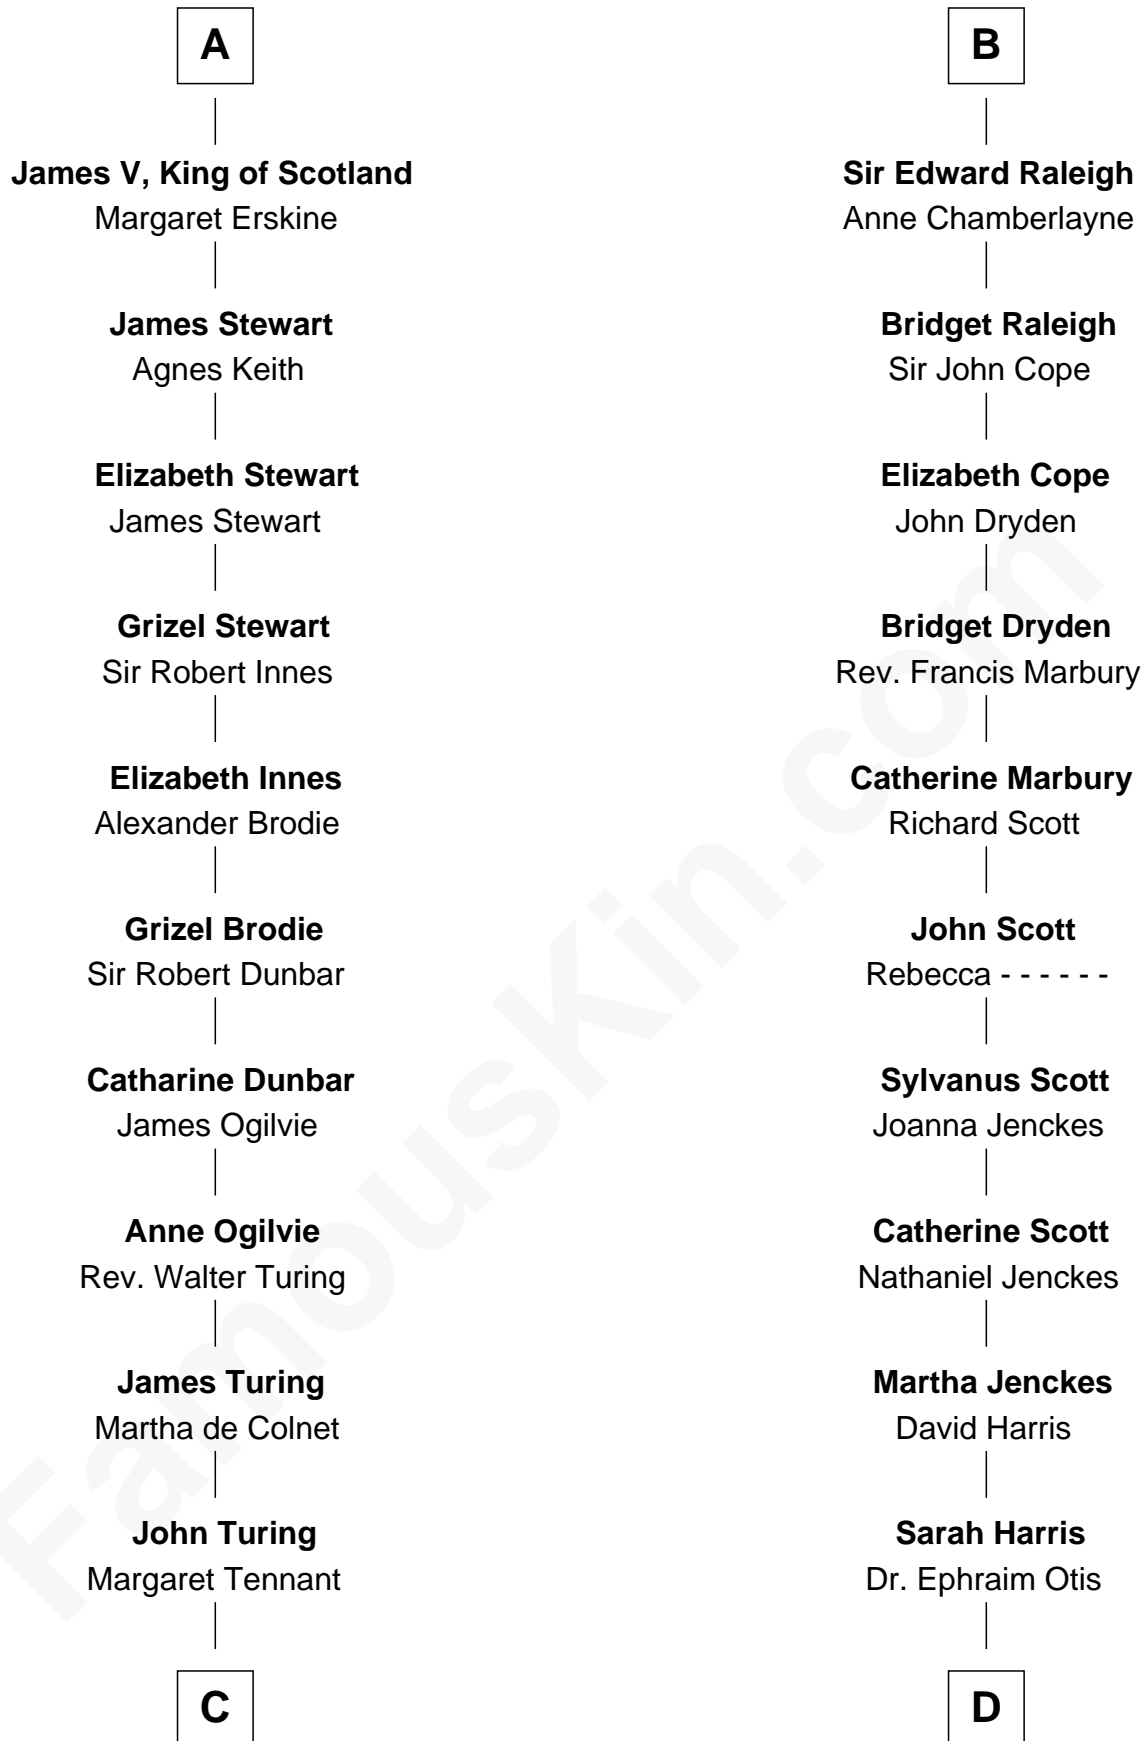 A
James V, King of Scotland
Margaret Erskine
James Stewart
Agnes Keith
Elizabeth Stewart
James Stewart
Grizel Stewart
Sir Robert Innes
Elizabeth Innes
Alexander Brodie
Grizel Brodie
Sir Robert Dunbar
Catharine Dunbar
James Ogilvie
Anne Ogilvie
Rev. Walter Turing
James Turing
Martha de Colnet
John Turing
Margaret Tennant
C
B
Sir Edward Raleigh
Anne Chamberlayne
Bridget Raleigh
Sir John Cope
Elizabeth Cope
John Dryden
Bridget Dryden
Rev. Francis Marbury
Catherine Marbury
Richard Scott
John Scott
Rebecca - - - - - -
Sylvanus Scott
Joanna Jenckes
Catherine Scott
Nathaniel Jenckes
Martha Jenckes
David Harris
Sarah Harris
Dr. Ephraim Otis
D
FamousKin.com